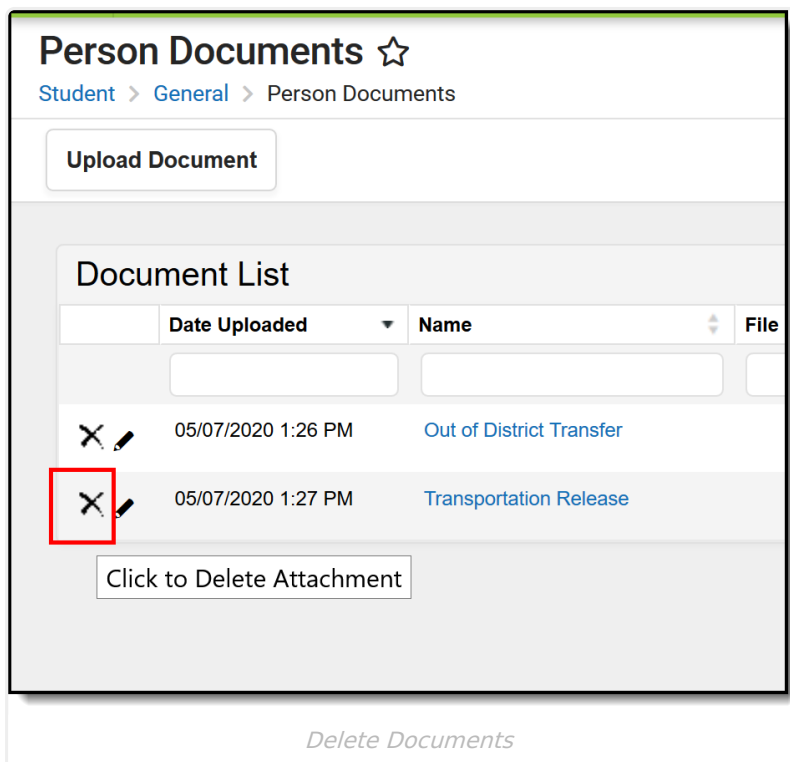 Person Documents
Student > General > Person Documents
Upload Document
Document List
Date Uploaded Name File
05/07/2020 1:26 PM Out of District Transfer
05/07/2020 1:27 PM Transportation Release
Click to Delete Attachment
Delete Documents